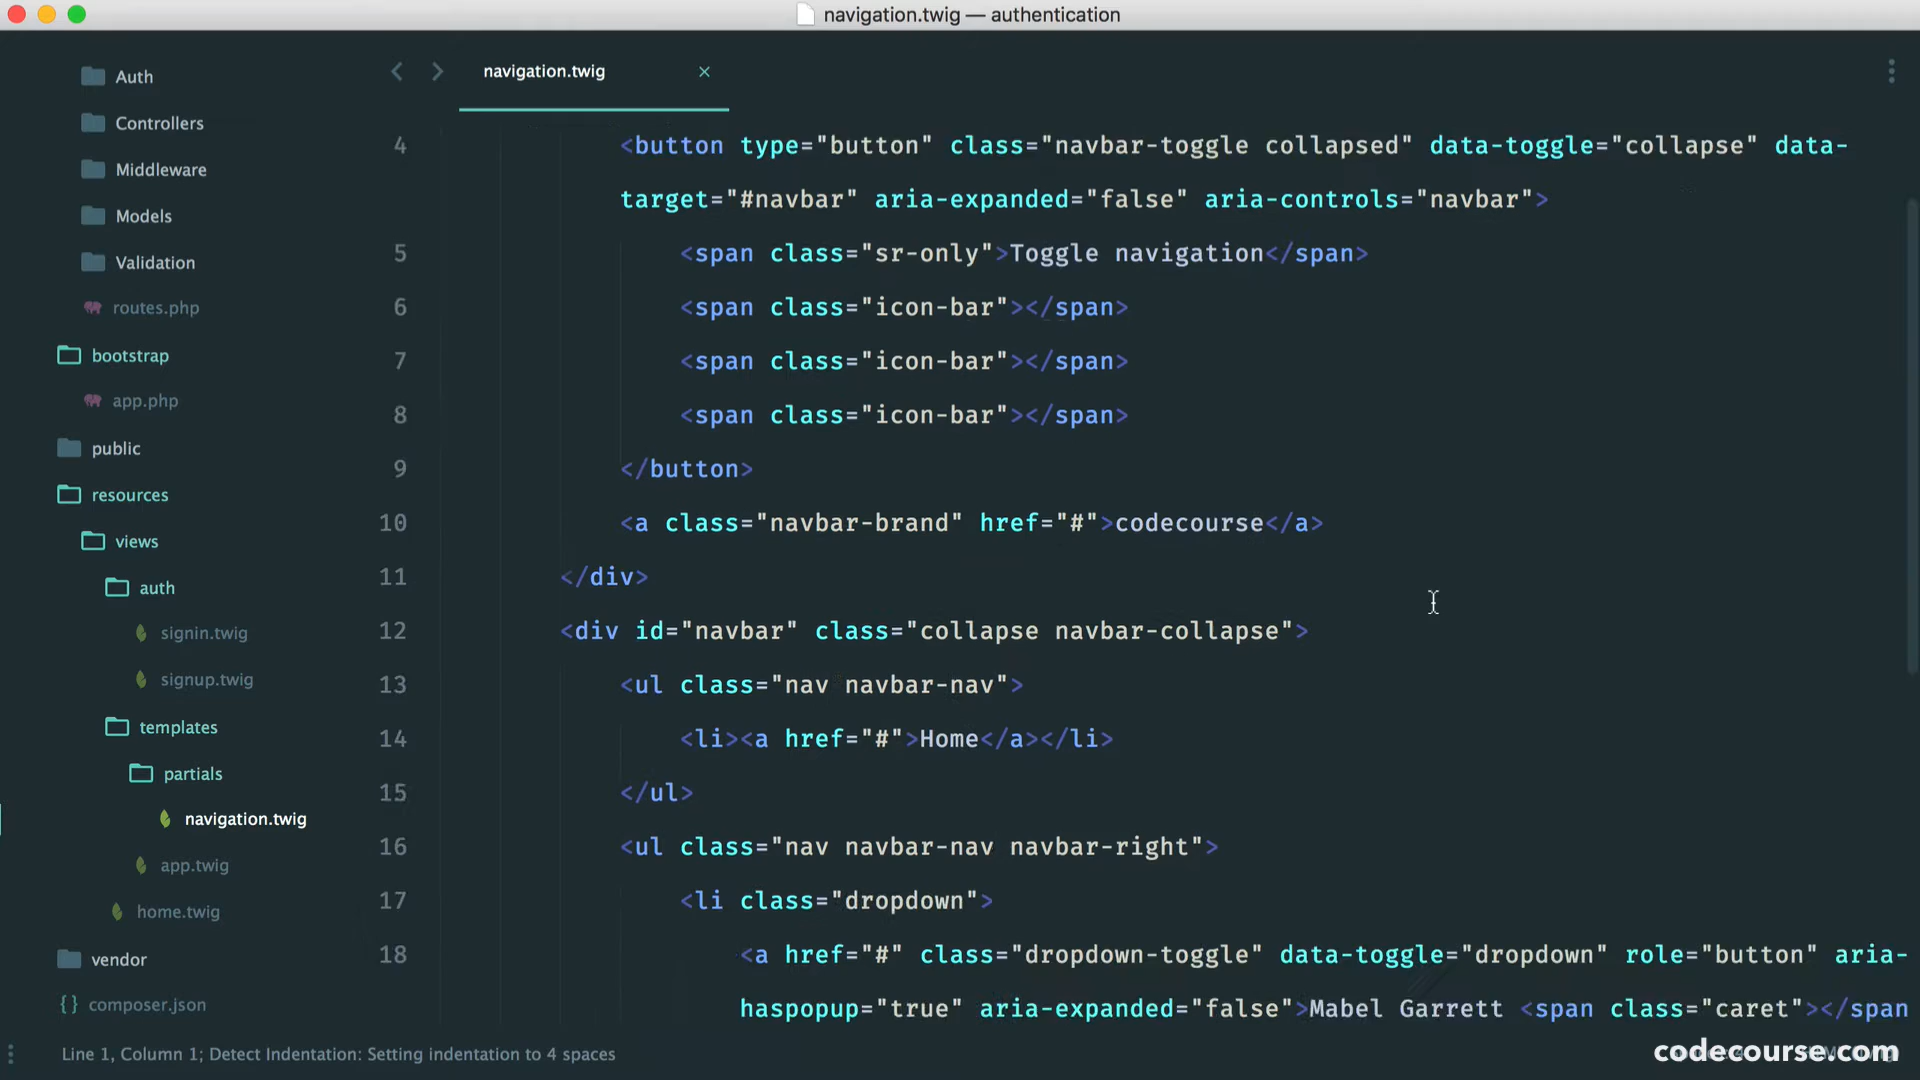 navigation.twig — authentication
Auth
Controllers
Middleware
Models
Validation
routes.php
bootstrap
app.php
public
resources
views
auth
signin.twig
signup.twig
templates
partials
navigation.twig
app.twig
home.twig
vendor
{} composer.json
navigation.twig ×
4 <button type="button" class="navbar-toggle collapsed" data-toggle="collapse" data-
target="#navbar" aria-expanded="false" aria-controls="navbar">
5 <span class="sr-only">Toggle navigation</span>
6 <span class="icon-bar"></span>
7 <span class="icon-bar"></span>
8 <span class="icon-bar"></span>
9 </button>
10 <a class="navbar-brand" href="#">codecourse</a>
11 </div>
12 <div id="navbar" class="collapse navbar-collapse">
13 <ul class="nav navbar-nav">
14 <li><a href="#">Home</a></li>
15 </ul>
16 <ul class="nav navbar-nav navbar-right">
17 <li class="dropdown">
18 <a href="#" class="dropdown-toggle" data-toggle="dropdown" role="button" aria-
haspopup="true" aria-expanded="false">Mabel Garrett <span class="caret"></span
Line 1, Column 1; Detect Indentation: Setting indentation to 4 spaces
codecourse.com